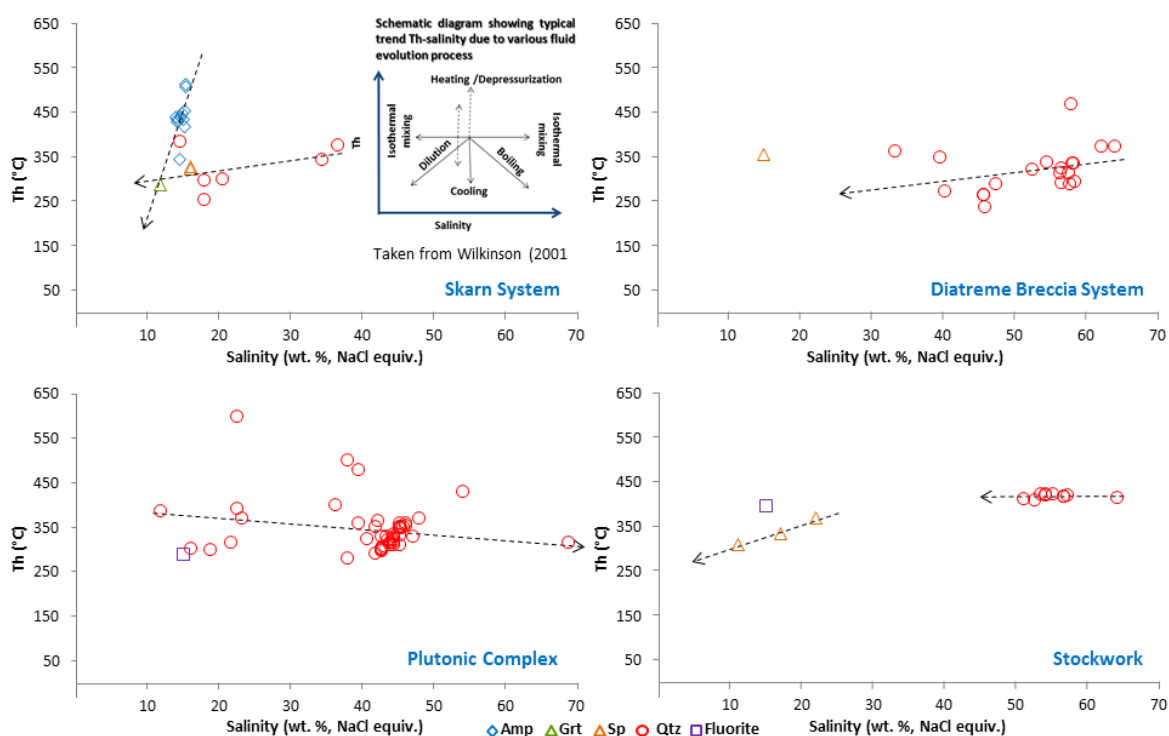 650
550
450
350
250
150
50
Th (°C)
10
20
30
40
50
60
70
Salinity (wt. %, NaCl equiv.)
Skarn System
Schematic diagram showing typical
trend Th-salinity due to various fluid
evolution process
Heating /Depressurization
Th
Isothermal
mixing
Isothermal
mixing
Dilution
Boiling
Cooling
Salinity
Taken from Wilkinson (2001
650
550
450
350
250
150
50
Th (°C)
10
20
30
40
50
60
70
Salinity (wt. %, NaCl equiv.)
Diatreme Breccia System
650
550
450
350
250
150
50
Th (°C)
10
20
30
40
50
60
70
Salinity (wt. %, NaCl equiv.)
Plutonic Complex
650
550
450
350
250
150
50
Th (°C)
10
20
30
40
50
60
70
Salinity (wt. %, NaCl equiv.)
Stockwork
Amp Grt Sp Qtz Fluorite